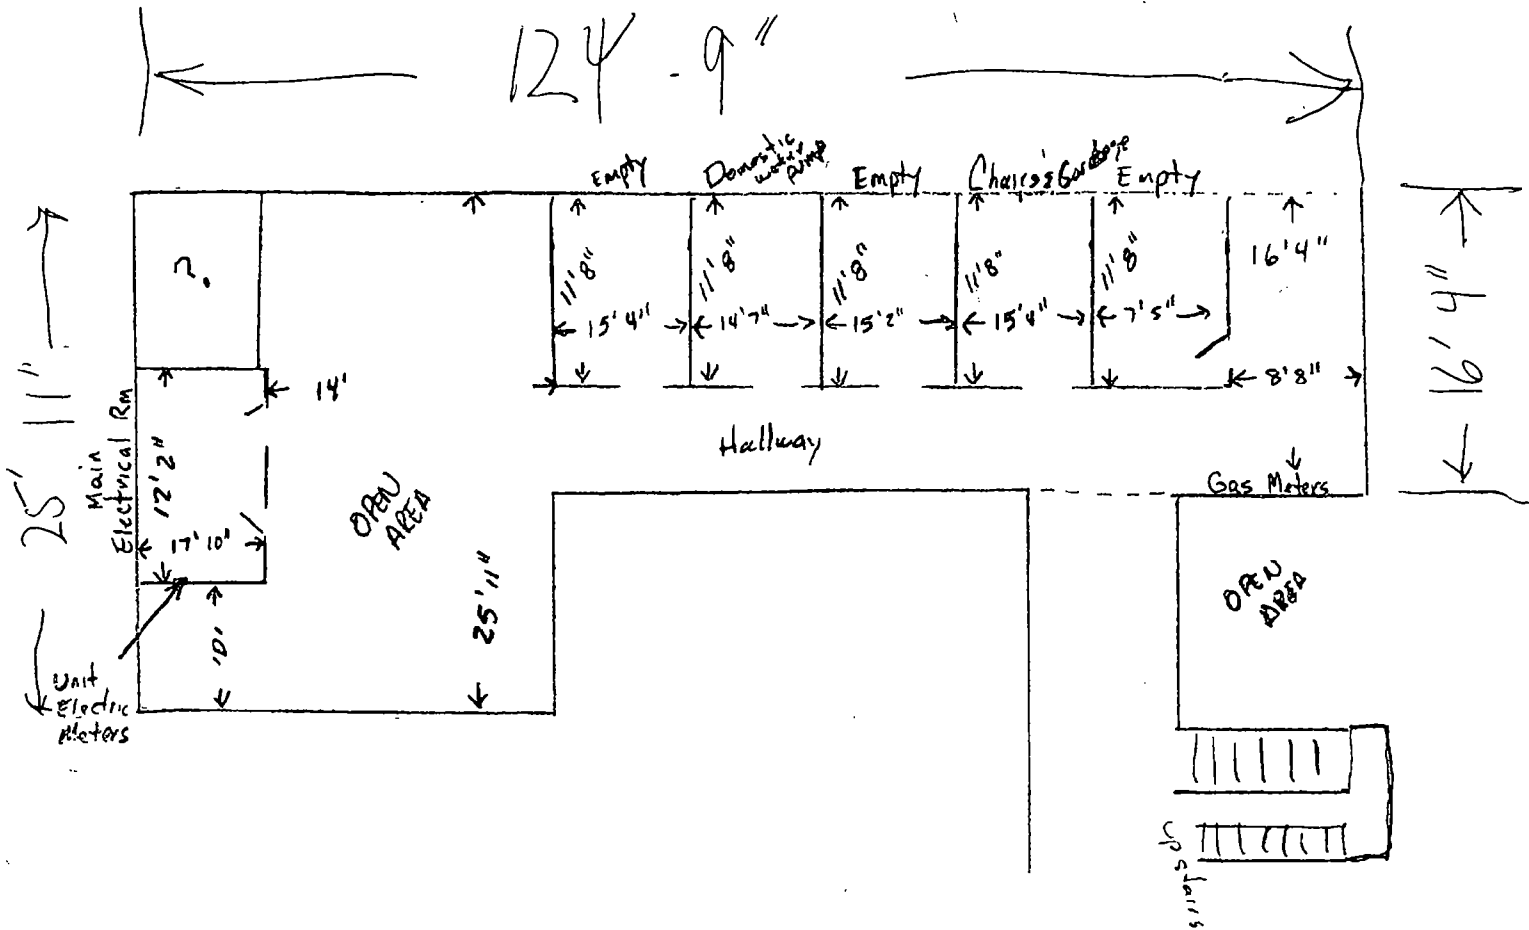 124 - 9"
Empty
Domestic
water
pump
Empty
Chairs & Garbage
Empty
25' 11"
?
11'8"
11'8"
11'8"
11'8"
11'8"
16'4"
16'4"
15'4"
14'7"
15'2"
15'4"
7'5"
8'8"
14'
Main
Electrical Rm
12'2"
17'10"
Hallway
Gas Meters
OPEN
AREA
25'11"
10'
OPEN
AREA
Unit
Electric
Meters
Up stairs